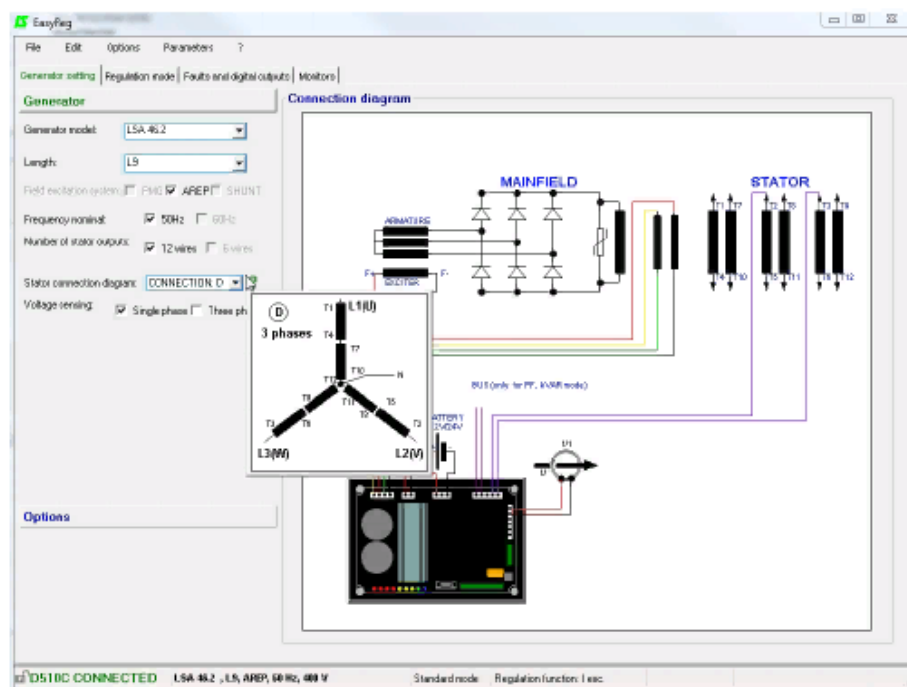 EasyReg
File Edit Options Parameters ?
Generator setting Regulation mode Faults and digital outputs Monitors
Generator
Connection diagram
Generator model: LSA 46.2
Length: L9
Field excitation system: PMG AREP SHUNT
Frequency nominal: 50Hz 60Hz
Number of stator outputs: 12 wires 6 wires
Stator connection diagram: CONNECTION: D
Voltage sensing: Single phase Three ph
MAINFIELD
STATOR
ARMATURE
F+ F-
EXCITER
T1 T7 T2 T8 T3 T9
T4 T10 T5 T11 T6 T12
D
3 phases
T1 L1(U)
T4
T7
T10
T12 N
T11
T9 T5
T8
T3 T6 T2
L3(W) L2(V)
BUS (only for PF, kVAR mode)
Options
D510C CONNECTED LSA 46.2 , L9, AREP, 50 Hz, 400 V Standard mode Regulation function: I exc.